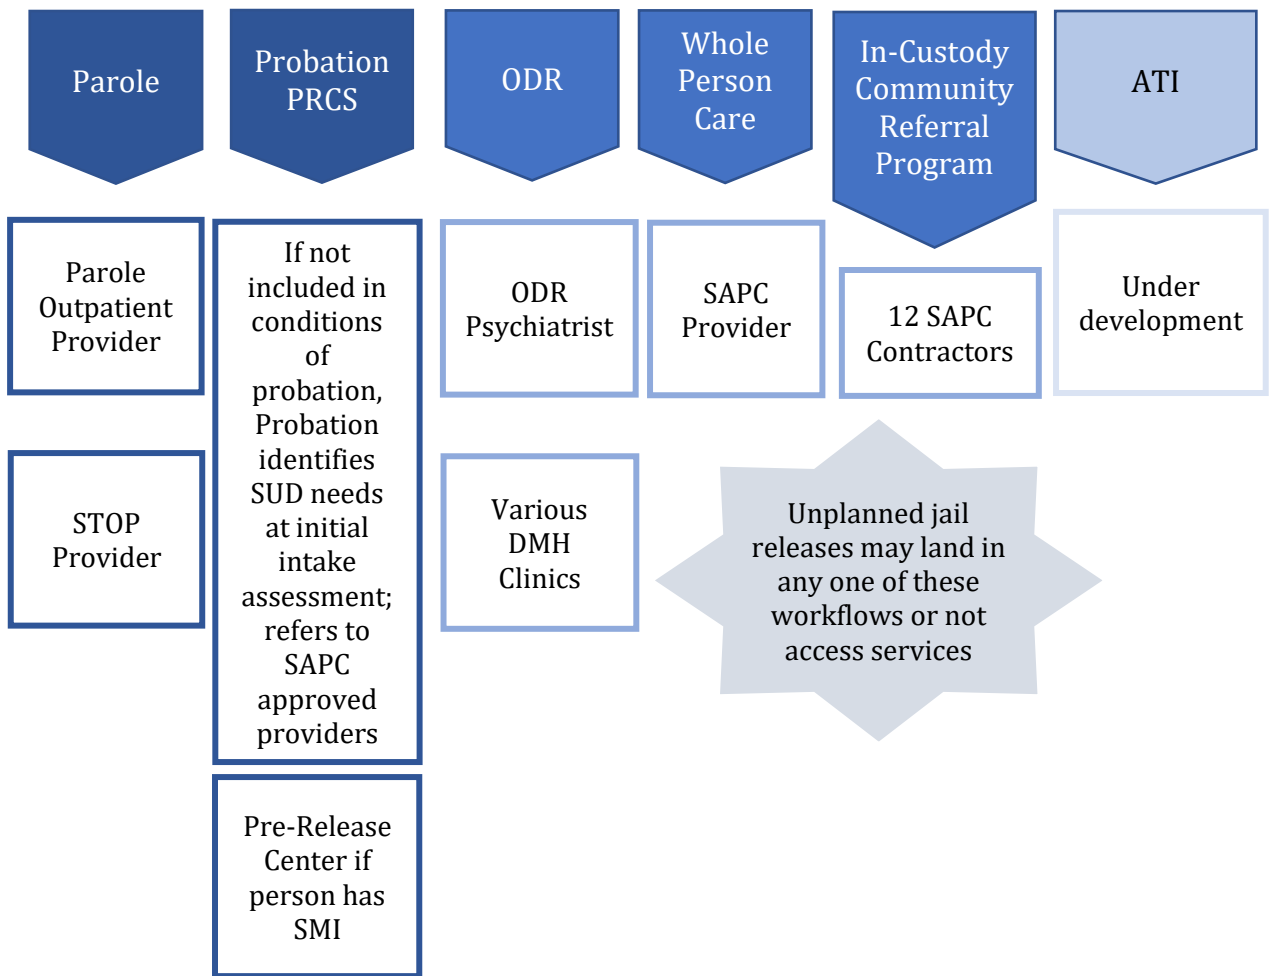 Parole
Probation
PRCS
ODR
Whole
Person
Care
In-Custody
Community
Referral
Program
ATI
Parole
Outpatient
Provider
If not
included in
conditions
of
probation,
Probation
identifies
SUD needs
at initial
intake
assessment;
refers to
SAPC
approved
providers
ODR
Psychiatrist
SAPC
Provider
12 SAPC
Contractors
Under
development
STOP
Provider
Various
DMH
Clinics
Unplanned jail
releases may land in
any one of these
workflows or not
access services
Pre-Release
Center if
person has
SMI